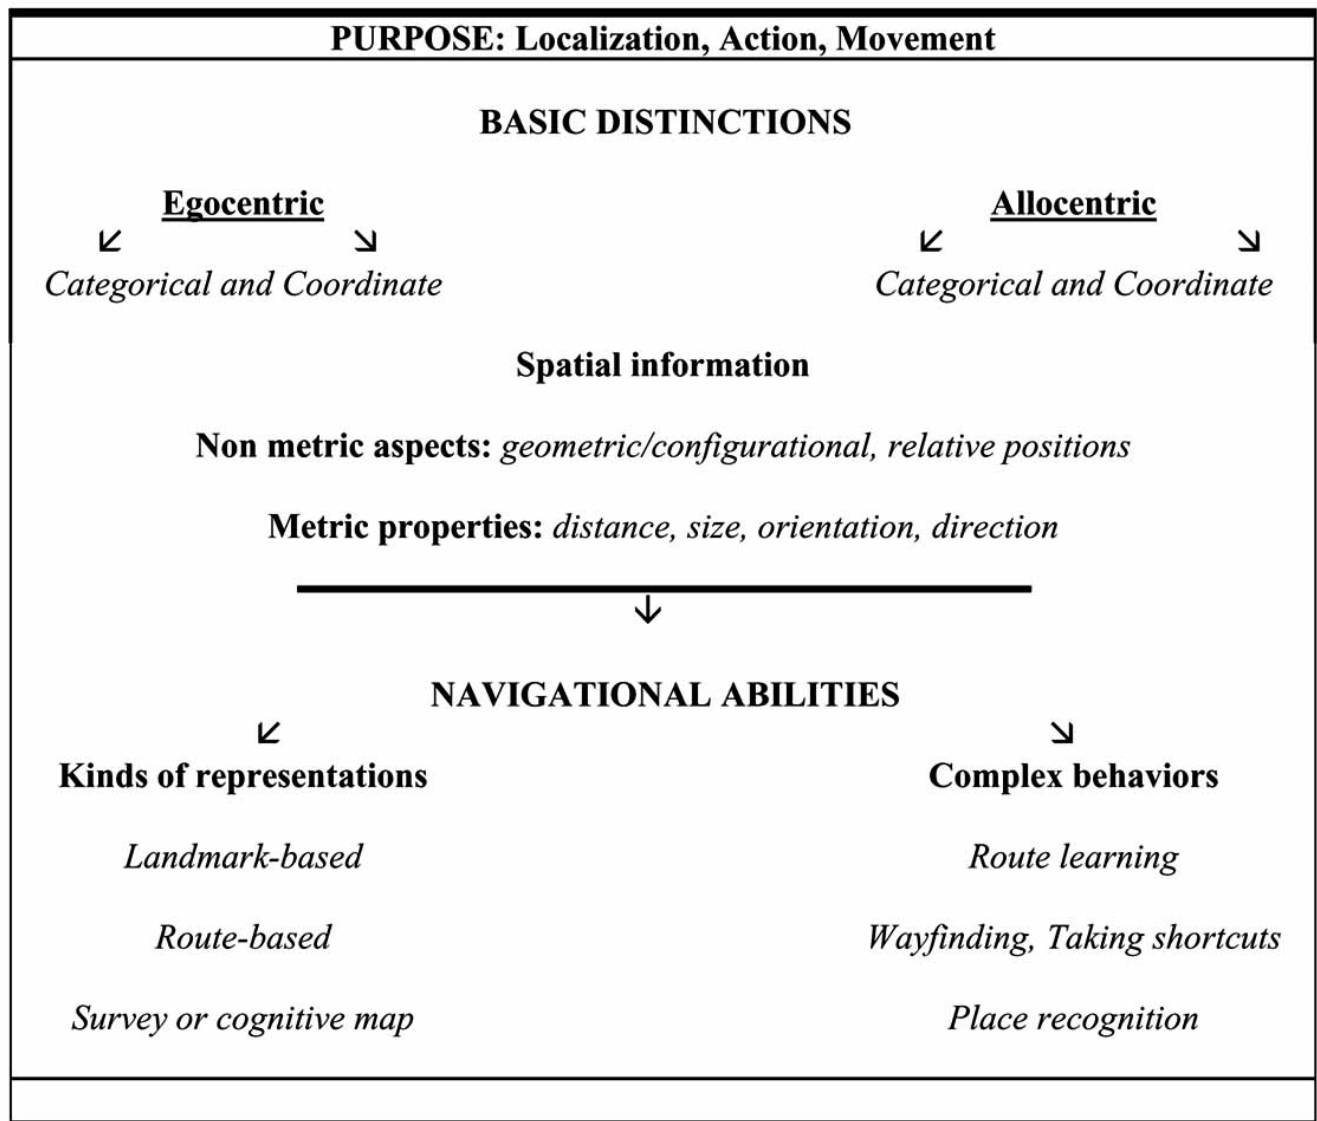 PURPOSE: Localization, Action, Movement
BASIC DISTINCTIONS
Egocentric
Allocentric
Categorical and Coordinate
Categorical and Coordinate
Spatial information
Non metric aspects: geometric/configurational, relative positions
Metric properties: distance, size, orientation, direction
NAVIGATIONAL ABILITIES
Kinds of representations
Complex behaviors
Landmark-based
Route learning
Route-based
Wayfinding, Taking shortcuts
Survey or cognitive map
Place recognition